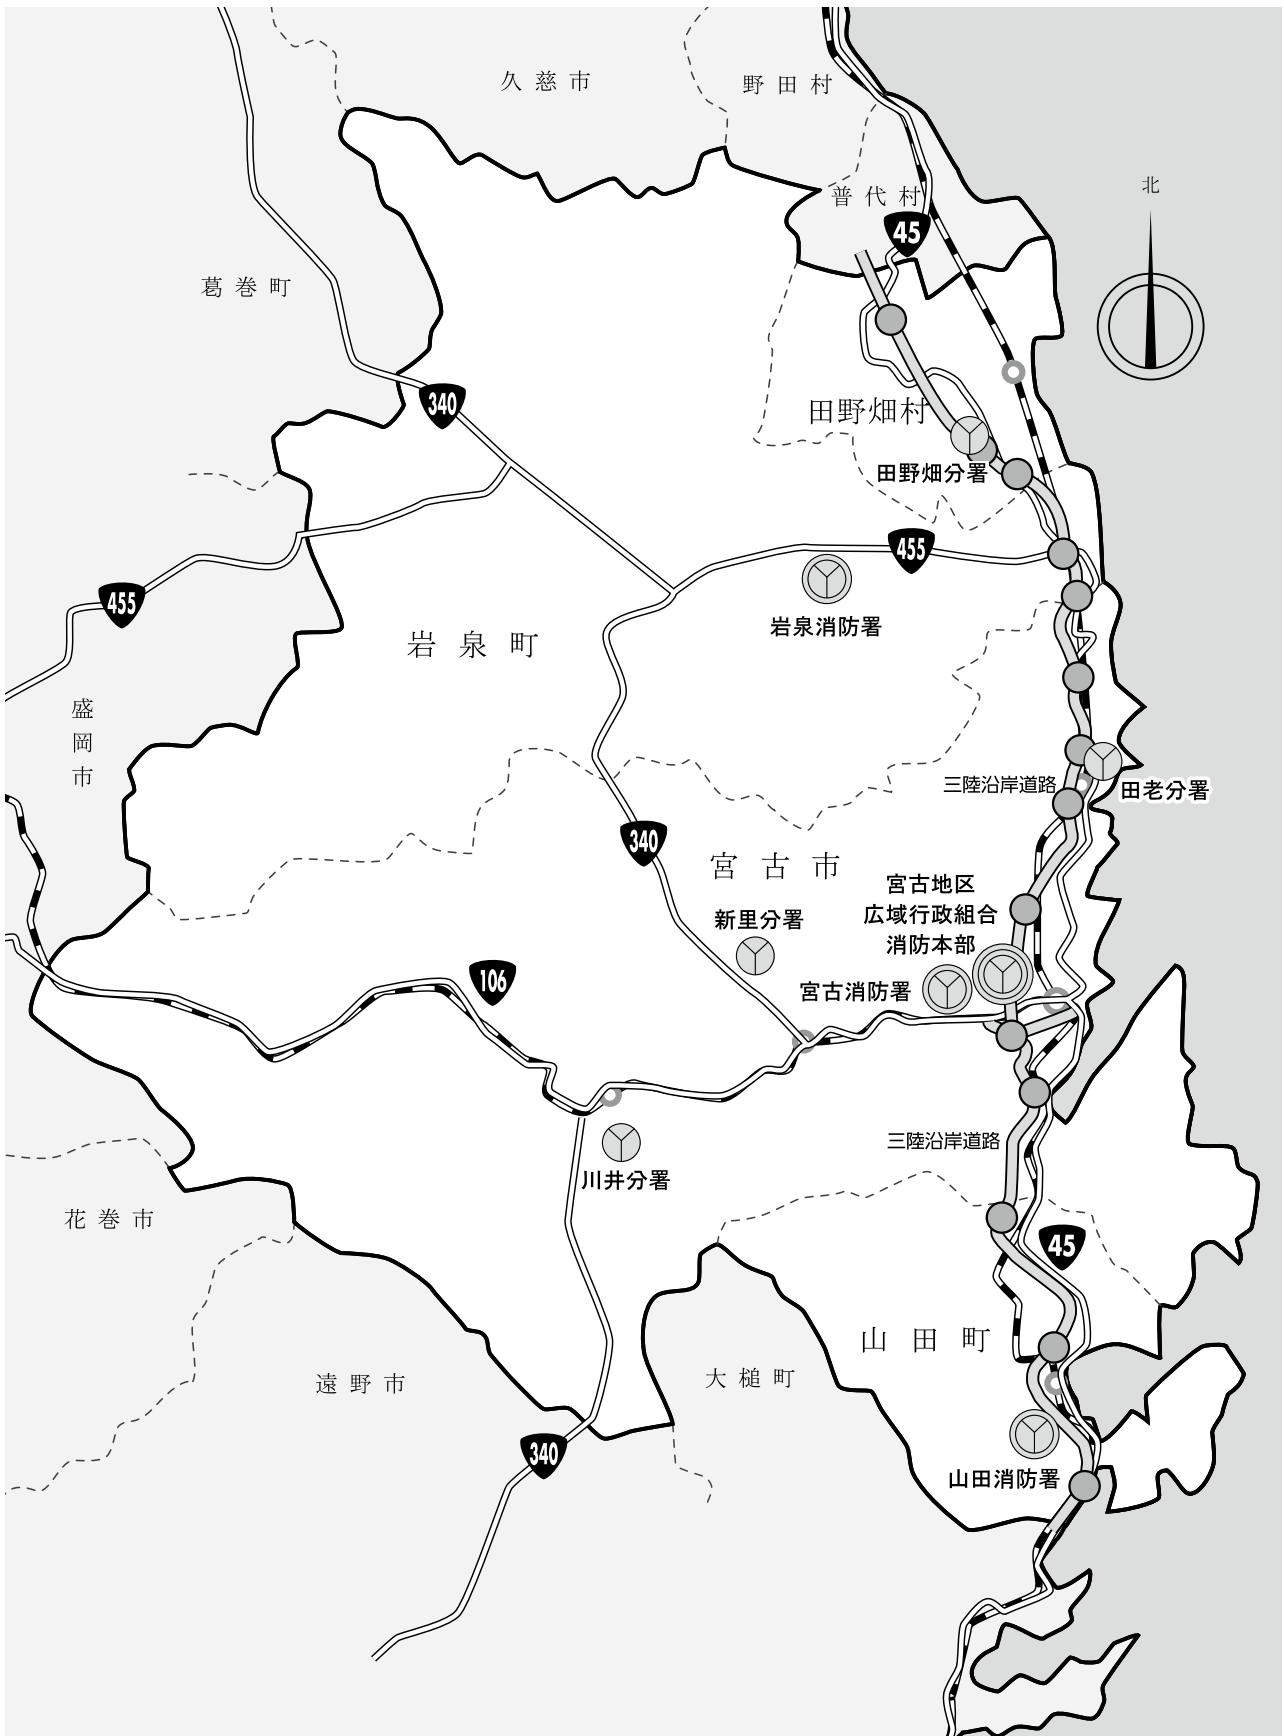 久慈市
野田村
普代村
北
45
葛巻町
340
田野畑村
田野畑分署
455
455
岩泉消防署
岩泉町
盛岡市
三陸沿岸道路
田老分署
340
宮古市
宮古地区
広域行政組合
消防本部
新里分署
106
宮古消防署
三陸沿岸道路
川井分署
花巻市
45
山田町
大槌町
遠野市
340
山田消防署